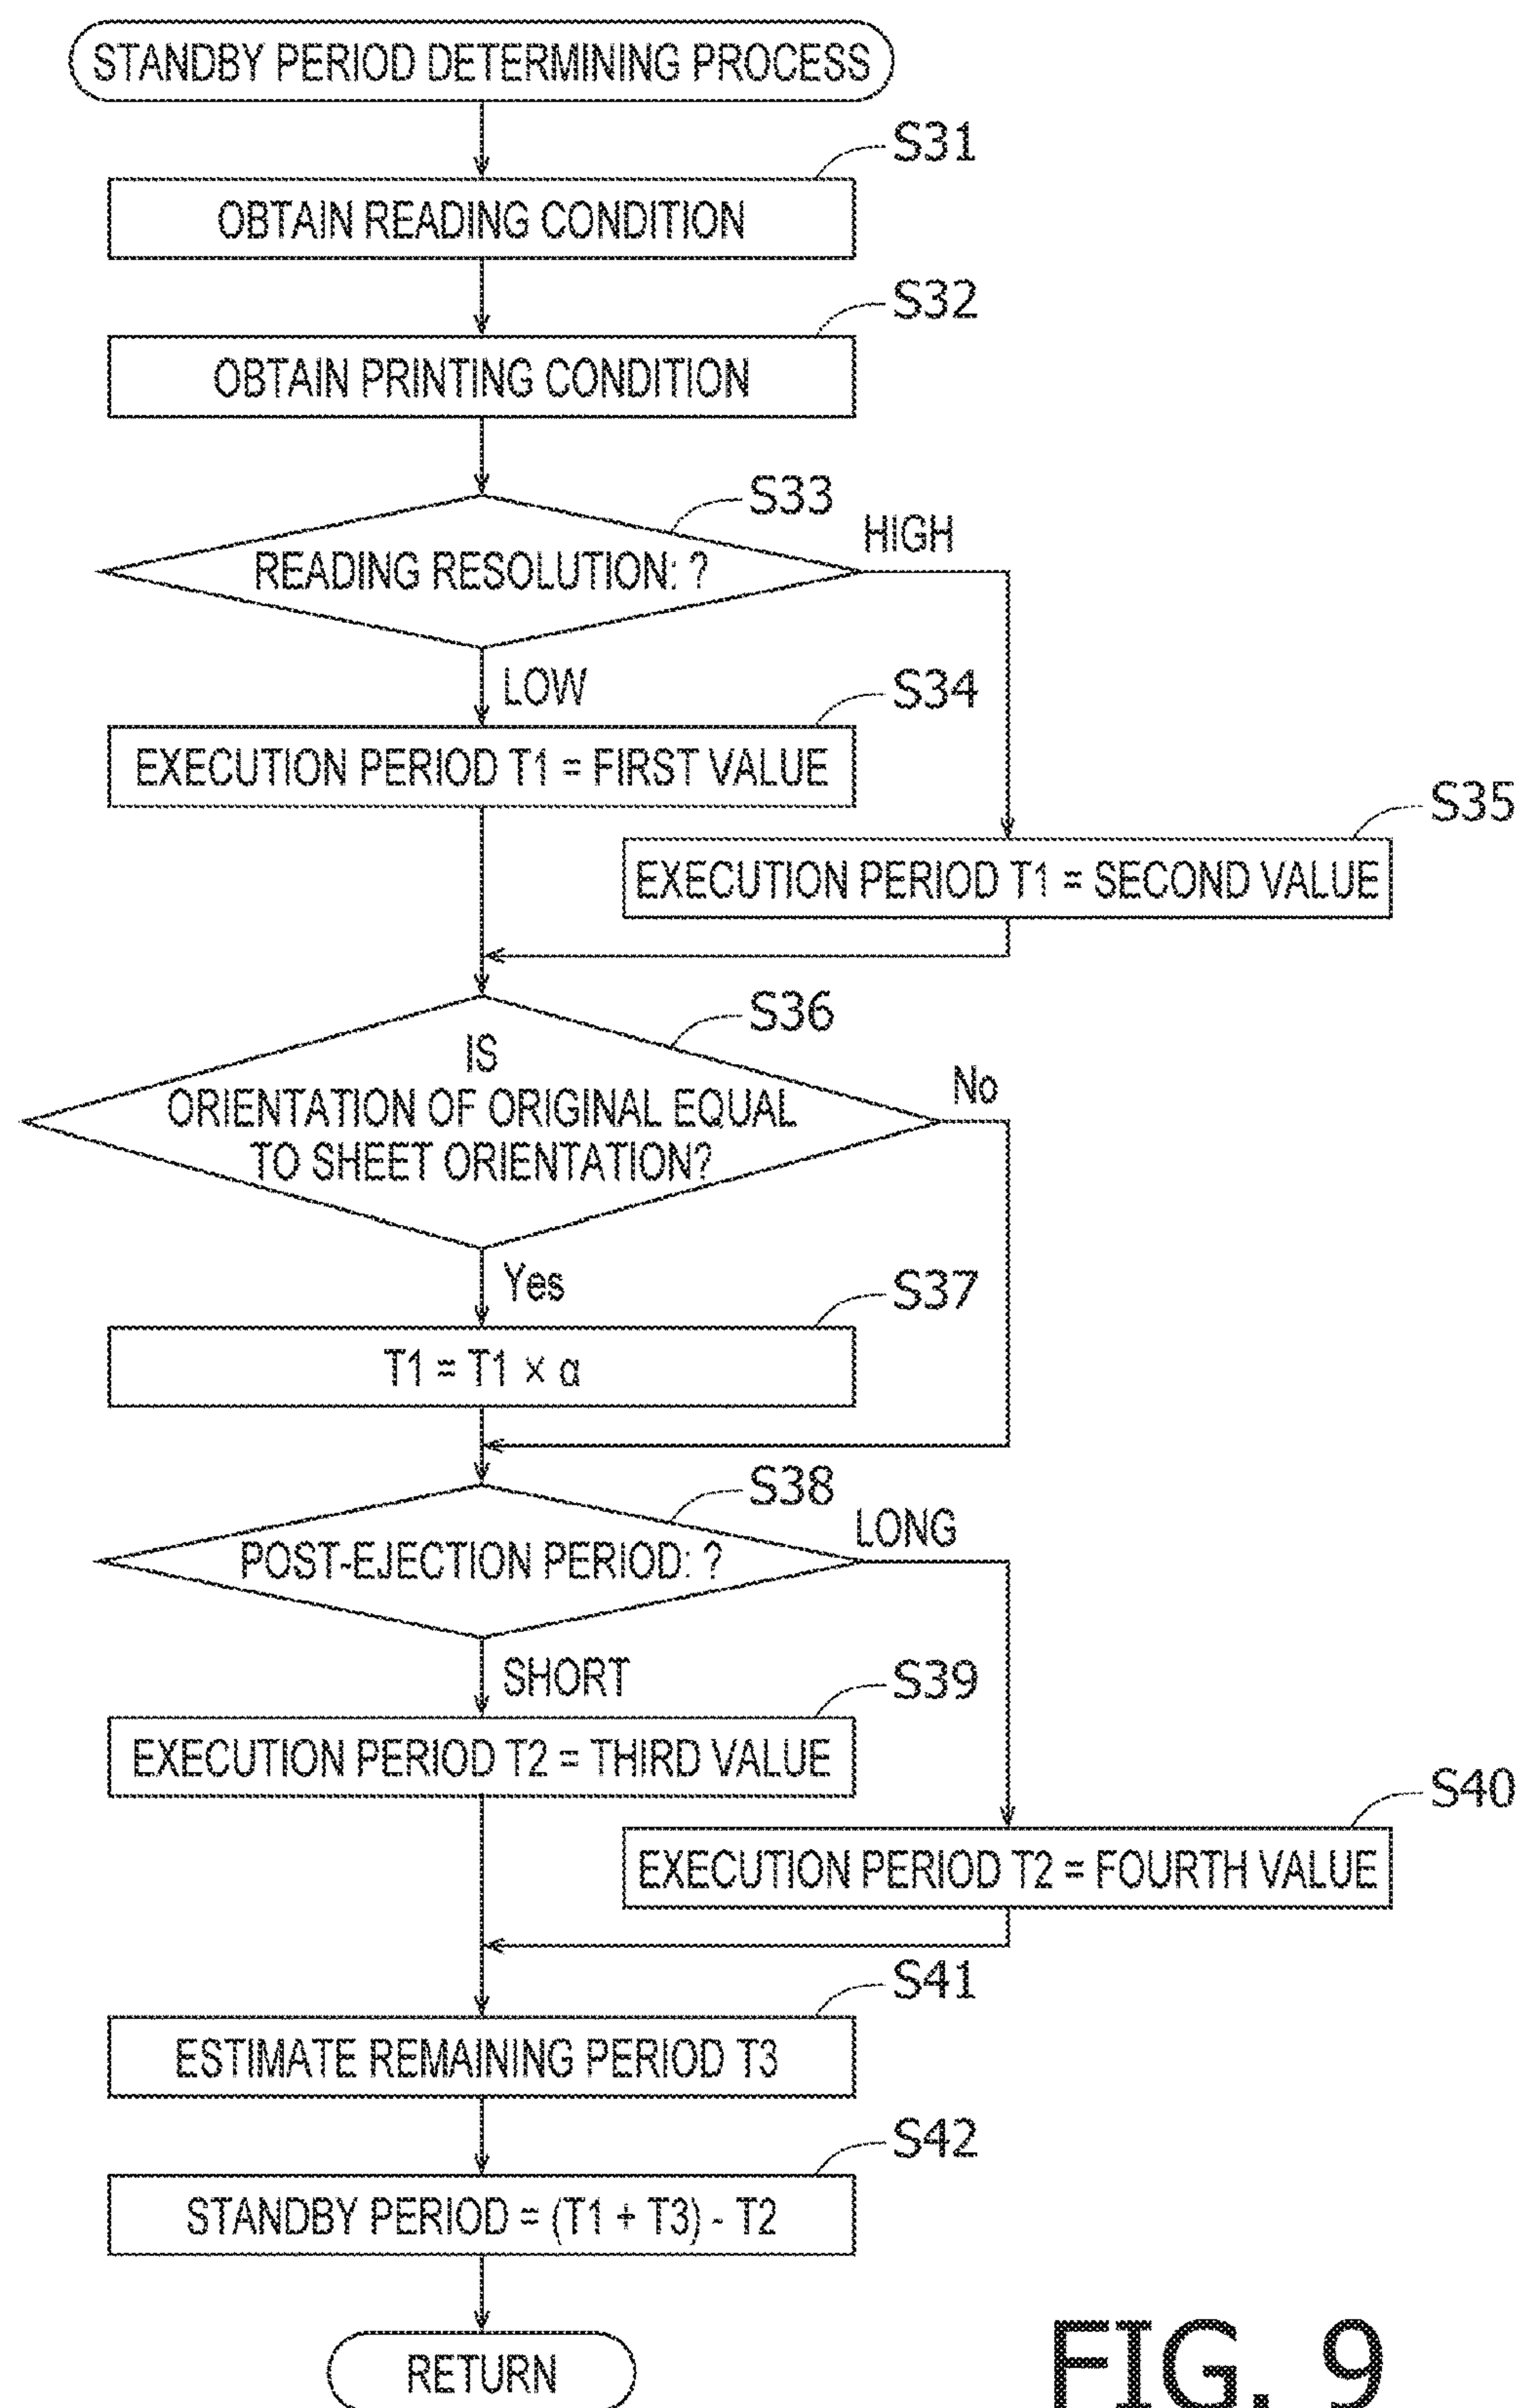 STANDBY PERIOD DETERMINING PROCESS
S31
OBTAIN READING CONDITION
S32
OBTAIN PRINTING CONDITION
S33
READING RESOLUTION: ?
HIGH
LOW
S34
EXECUTION PERIOD T1 = FIRST VALUE
S35
EXECUTION PERIOD T1 = SECOND VALUE
S36
IS
ORIENTATION OF ORIGINAL EQUAL
TO SHEET ORIENTATION?
No
Yes
S37
T1 = T1 × α
S38
POST-EJECTION PERIOD: ?
LONG
SHORT
S39
EXECUTION PERIOD T2 = THIRD VALUE
S40
EXECUTION PERIOD T2 = FOURTH VALUE
S41
ESTIMATE REMAINING PERIOD T3
S42
STANDBY PERIOD = (T1 + T3) - T2
RETURN
FIG. 9